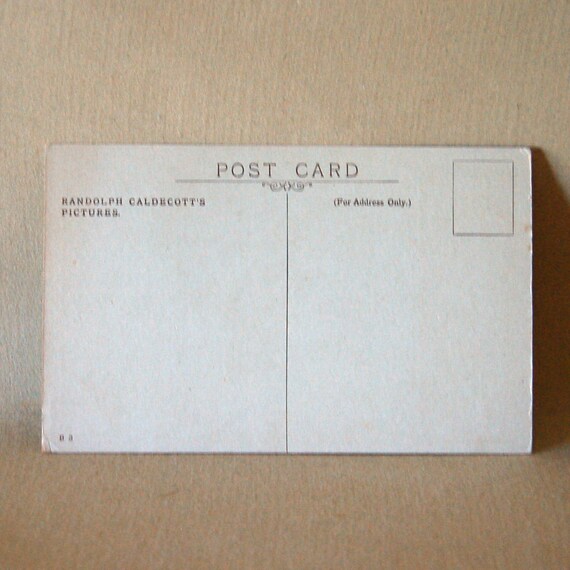 POST CARD
RANDOLPH CALDECOTT'S
PICTURES.
(For Address Only.)
B 3